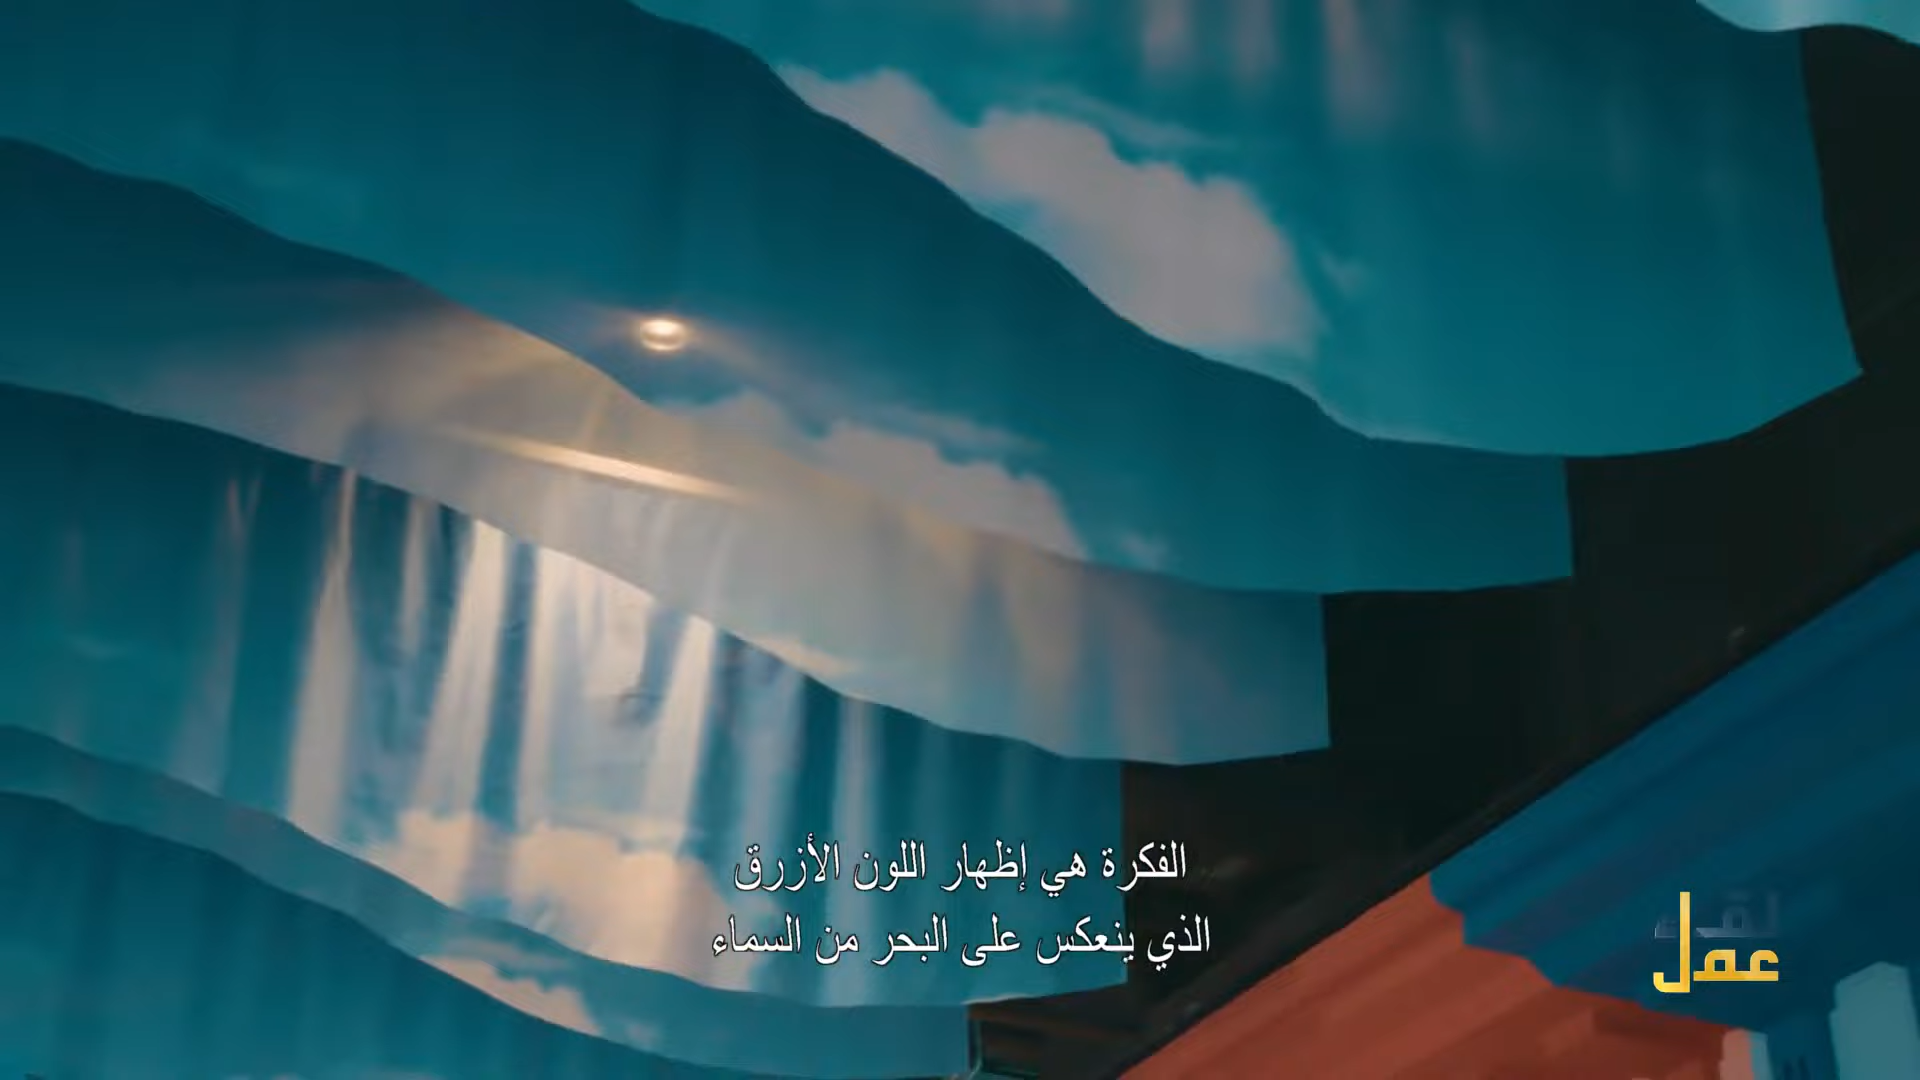 الفكرة هي إظهار اللون الأزرق
الذي ينعكس على البحر من السماء
عمل